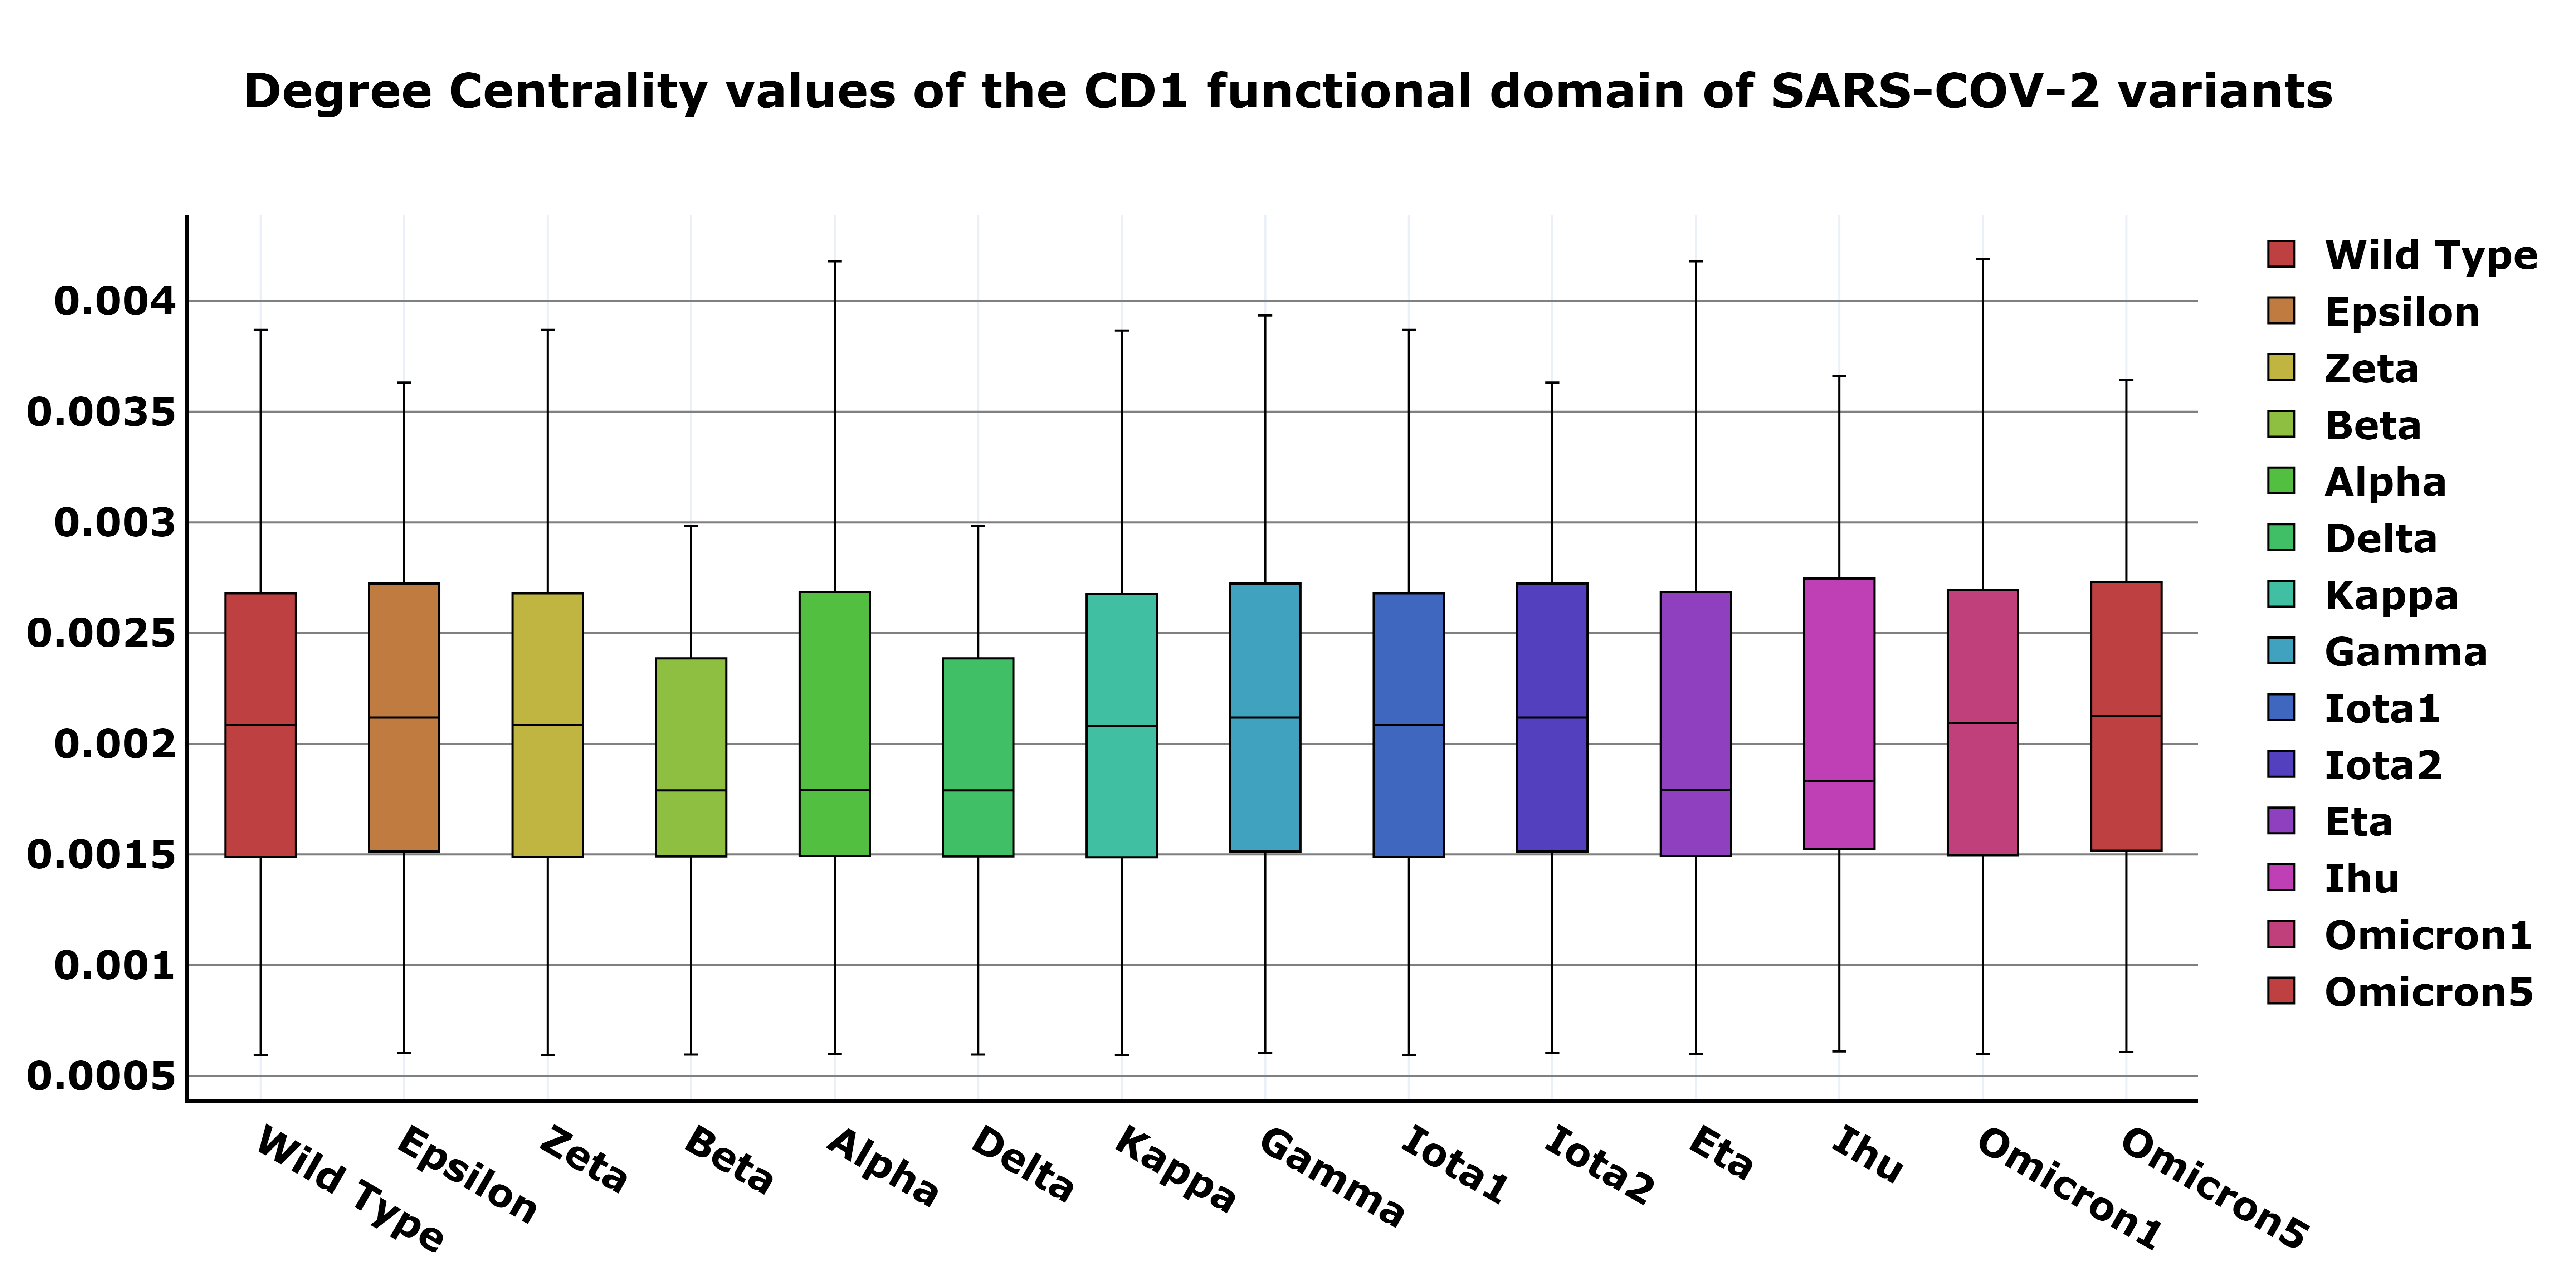 Degree Centrality values of the CD1 functional domain of SARS-COV-2 variants
0.004
0.0035
0.003
0.0025
0.002
0.0015
0.001
0.0005
Wild Type
Epsilon
Zeta
Beta
Alpha
Delta
Kappa
Gamma
Iota1
Iota2
Eta
Ihu
Omicron1
Omicron5
Wild Type
Epsilon
Zeta
Beta
Alpha
Delta
Kappa
Gamma
Iota1
Iota2
Eta
Ihu
Omicron1
Omicron5